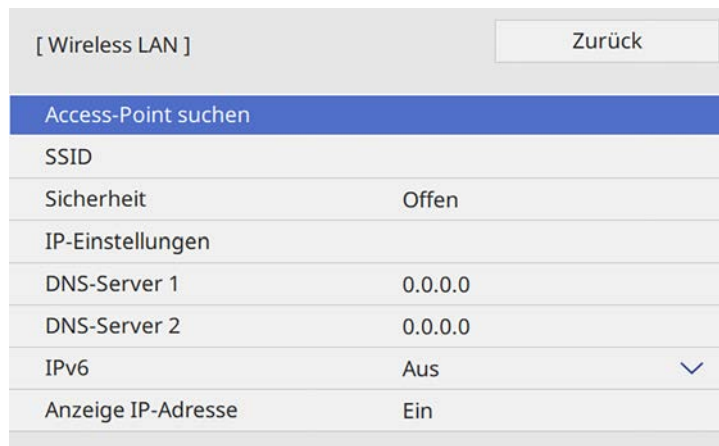 [ Wireless LAN ] Zurück
Access-Point suchen
SSID
Sicherheit Offen
IP-Einstellungen
DNS-Server 1 0.0.0.0
DNS-Server 2 0.0.0.0
IPv6 Aus
Anzeige IP-Adresse Ein